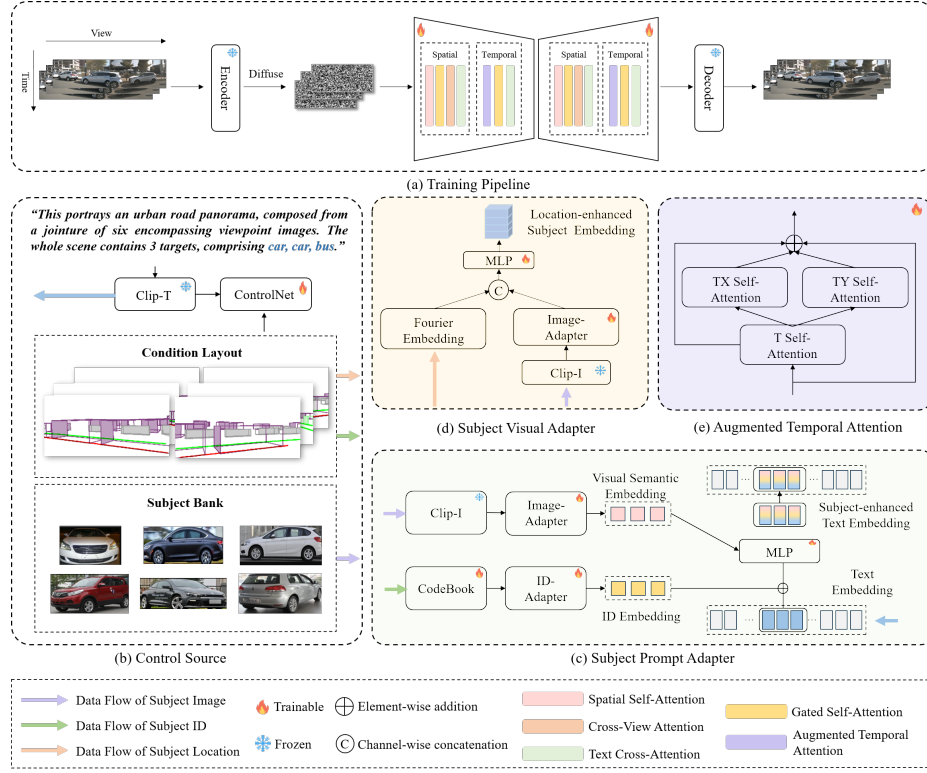 View
Time
Encoder
Diffuse
Spatial
Temporal
Spatial
Temporal
Decoder
(a) Training Pipeline
“This portrays an urban road panorama, composed from
a jointure of six encompassing viewpoint images. The
whole scene contains 3 targets, comprising car, car, bus.”
Clip-T
ControlNet
Condition Layout
Subject Bank
(b) Control Source
Location-enhanced
Subject Embedding
MLP
C
Fourier
Embedding
Image-
Adapter
Clip-I
(d) Subject Visual Adapter
TX Self-
Attention
TY Self-
Attention
T Self-
Attention
(e) Augmented Temporal Attention
Clip-I
Image-
Adapter
Visual Semantic
Embedding
Subject-enhanced
Text Embedding
MLP
CodeBook
ID-
Adapter
ID Embedding
Text
Embedding
(c) Subject Prompt Adapter
Data Flow of Subject Image
Data Flow of Subject ID
Data Flow of Subject Location
Trainable
Frozen
Element-wise addition
C
Channel-wise concatenation
Spatial Self-Attention
Cross-View Attention
Text Cross-Attention
Gated Self-Attention
Augmented Temporal
Attention